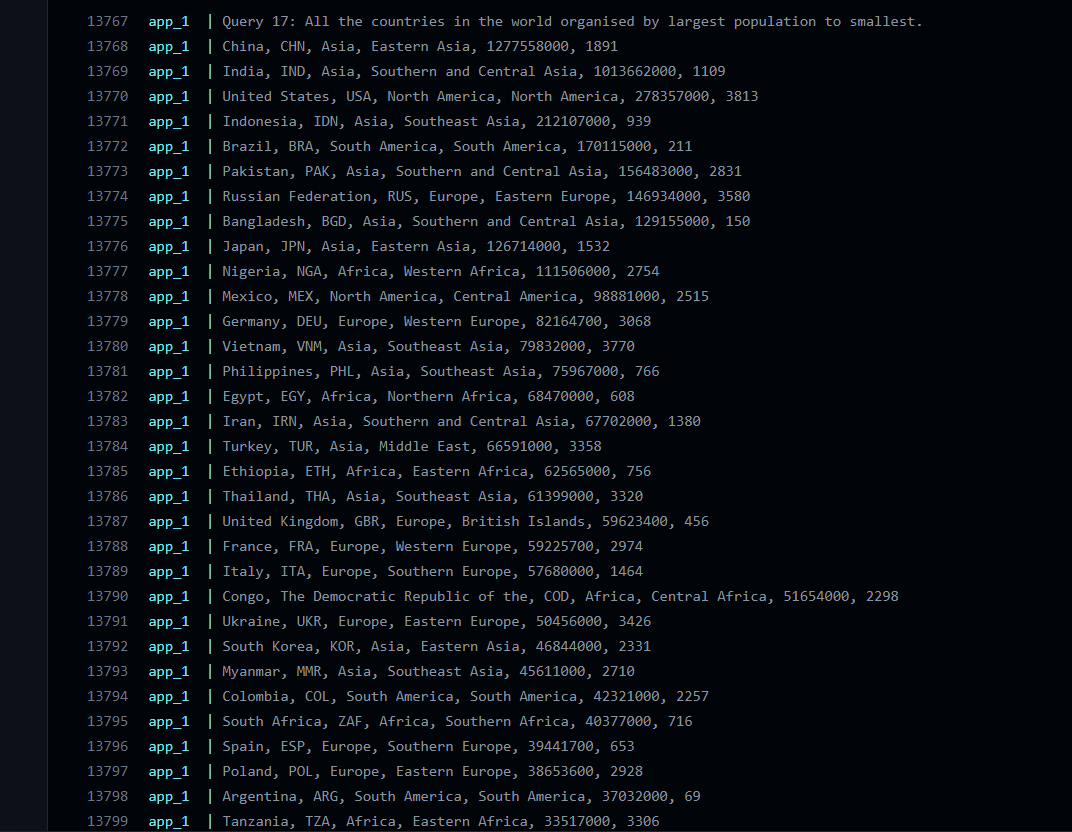 13767 app_1 | Query 17: All the countries in the world organised by largest population to smallest.
13768 app_1 | China, CHN, Asia, Eastern Asia, 1277558000, 1891
13769 app_1 | India, IND, Asia, Southern and Central Asia, 1013662000, 1109
13770 app_1 | United States, USA, North America, North America, 278357000, 3813
13771 app_1 | Indonesia, IDN, Asia, Southeast Asia, 212107000, 939
13772 app_1 | Brazil, BRA, South America, South America, 170115000, 211
13773 app_1 | Pakistan, PAK, Asia, Southern and Central Asia, 156483000, 2831
13774 app_1 | Russian Federation, RUS, Europe, Eastern Europe, 146934000, 3580
13775 app_1 | Bangladesh, BGD, Asia, Southern and Central Asia, 129155000, 150
13776 app_1 | Japan, JPN, Asia, Eastern Asia, 126714000, 1532
13777 app_1 | Nigeria, NGA, Africa, Western Africa, 111506000, 2754
13778 app_1 | Mexico, MEX, North America, Central America, 98881000, 2515
13779 app_1 | Germany, DEU, Europe, Western Europe, 82164700, 3068
13780 app_1 | Vietnam, VNM, Asia, Southeast Asia, 79832000, 3770
13781 app_1 | Philippines, PHL, Asia, Southeast Asia, 75967000, 766
13782 app_1 | Egypt, EGY, Africa, Northern Africa, 68470000, 608
13783 app_1 | Iran, IRN, Asia, Southern and Central Asia, 67702000, 1380
13784 app_1 | Turkey, TUR, Asia, Middle East, 66591000, 3358
13785 app_1 | Ethiopia, ETH, Africa, Eastern Africa, 62565000, 756
13786 app_1 | Thailand, THA, Asia, Southeast Asia, 61399000, 3320
13787 app_1 | United Kingdom, GBR, Europe, British Islands, 59623400, 456
13788 app_1 | France, FRA, Europe, Western Europe, 59225700, 2974
13789 app_1 | Italy, ITA, Europe, Southern Europe, 57680000, 1464
13790 app_1 | Congo, The Democratic Republic of the, COD, Africa, Central Africa, 51654000, 2298
13791 app_1 | Ukraine, UKR, Europe, Eastern Europe, 50456000, 3426
13792 app_1 | South Korea, KOR, Asia, Eastern Asia, 46844000, 2331
13793 app_1 | Myanmar, MMR, Asia, Southeast Asia, 45611000, 2710
13794 app_1 | Colombia, COL, South America, South America, 42321000, 2257
13795 app_1 | South Africa, ZAF, Africa, Southern Africa, 40377000, 716
13796 app_1 | Spain, ESP, Europe, Southern Europe, 39441700, 653
13797 app_1 | Poland, POL, Europe, Eastern Europe, 38653600, 2928
13798 app_1 | Argentina, ARG, South America, South America, 37032000, 69
13799 app_1 | Tanzania, TZA, Africa, Eastern Africa, 33517000, 3306